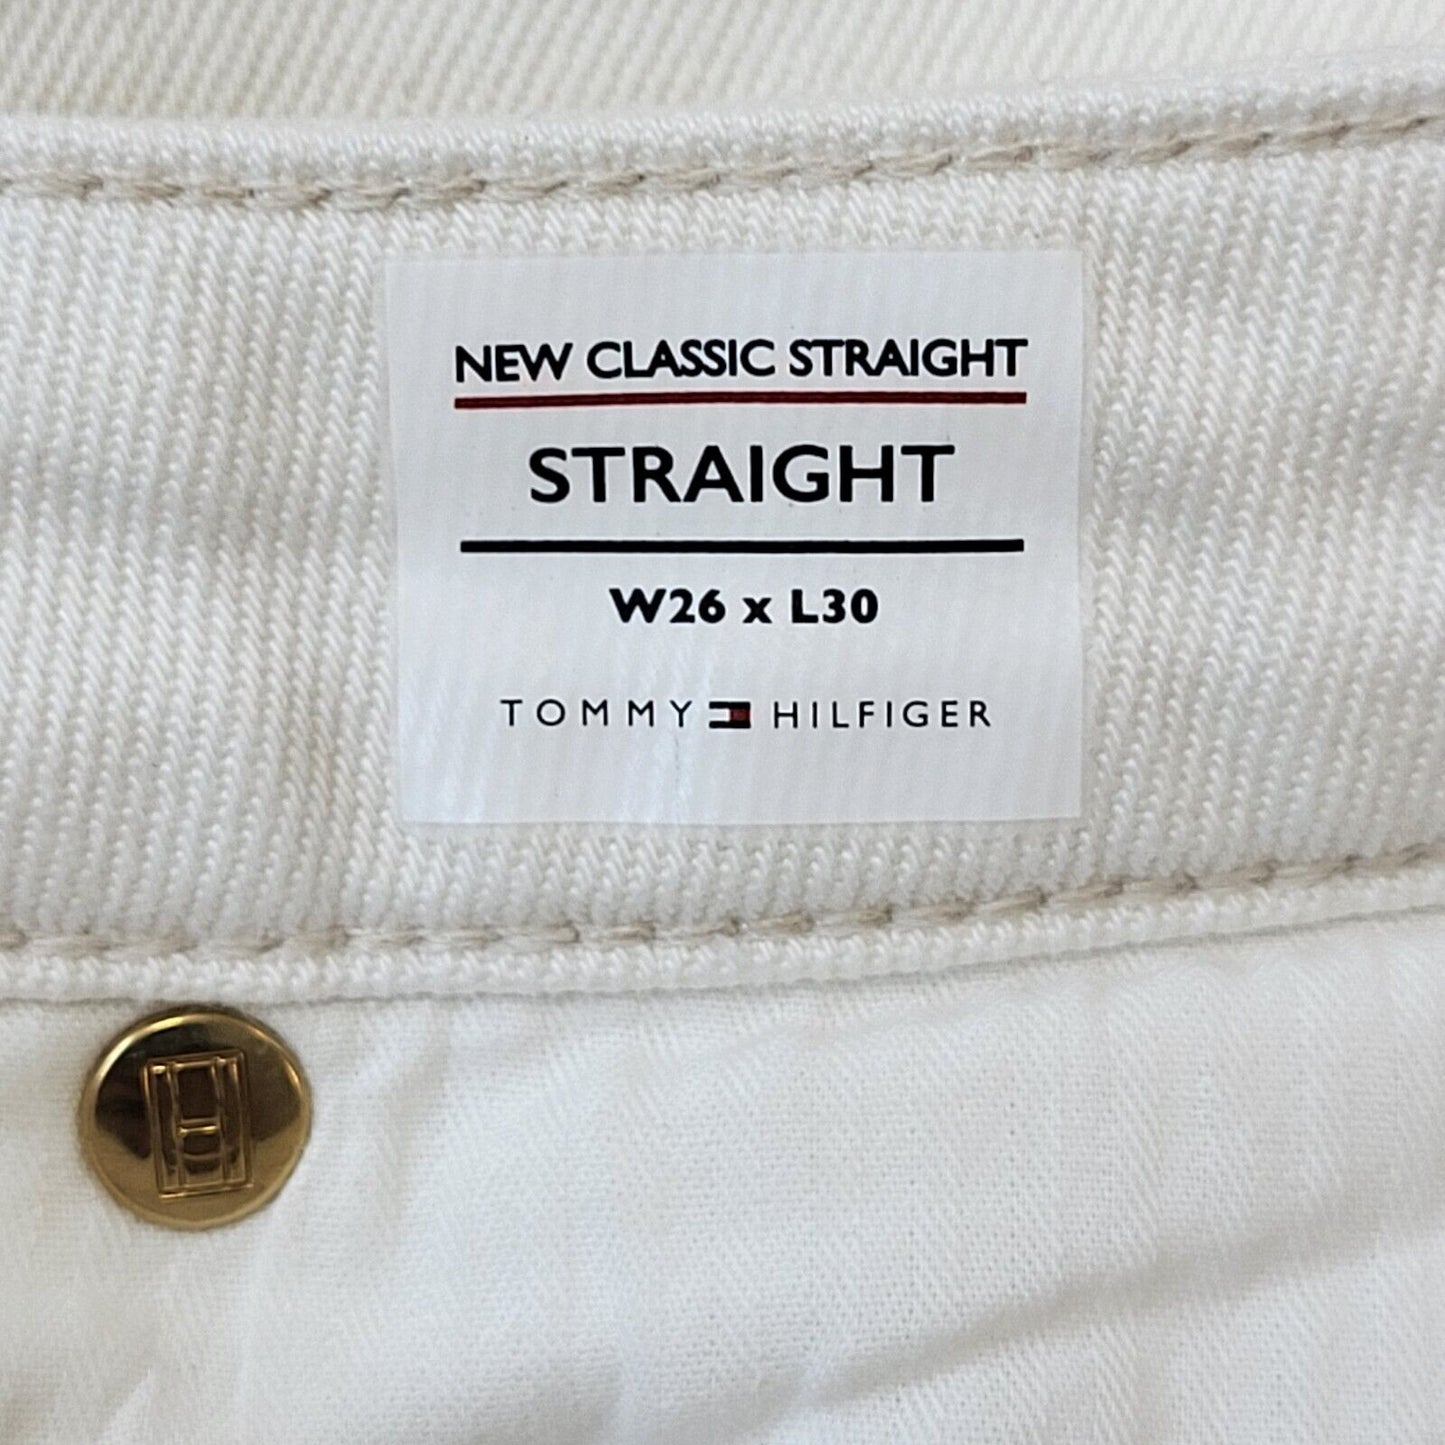 NEW CLASSIC STRAIGHT
STRAIGHT
W26 x L30
TOMMY HILFIGER